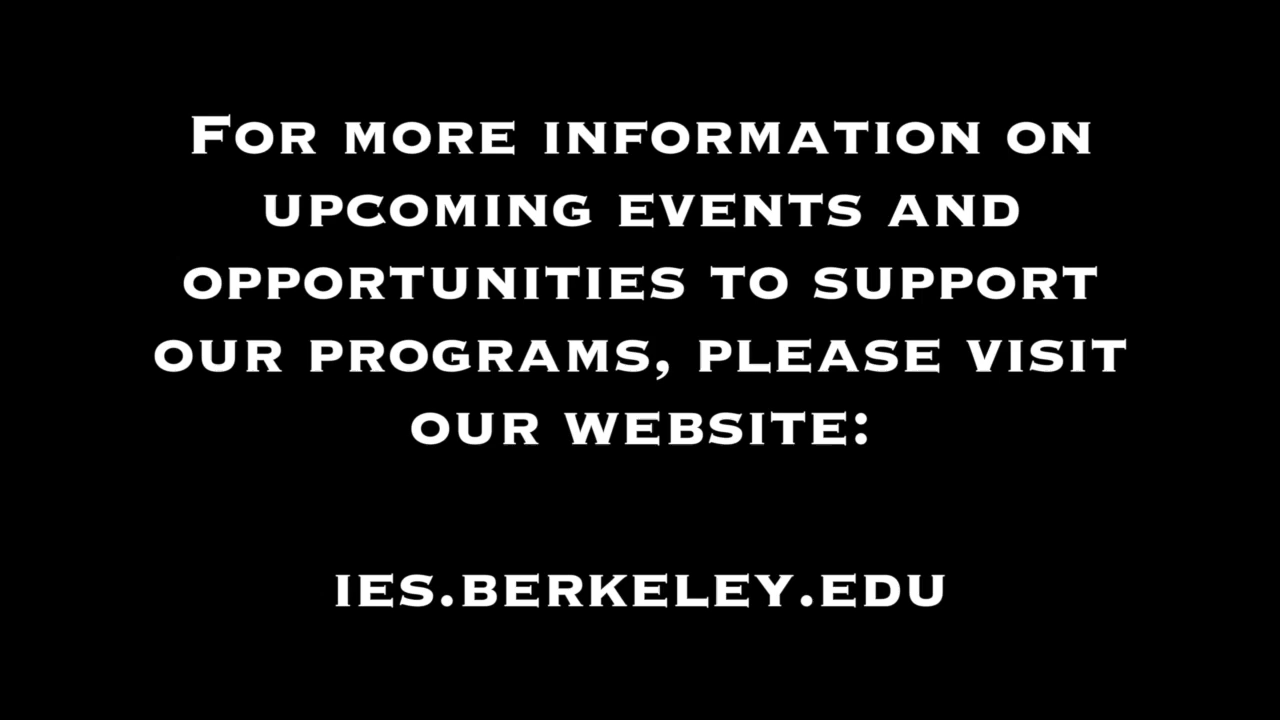 For more information on
upcoming events and
opportunities to support
our programs, please visit
our website:
ies.berkeley.edu